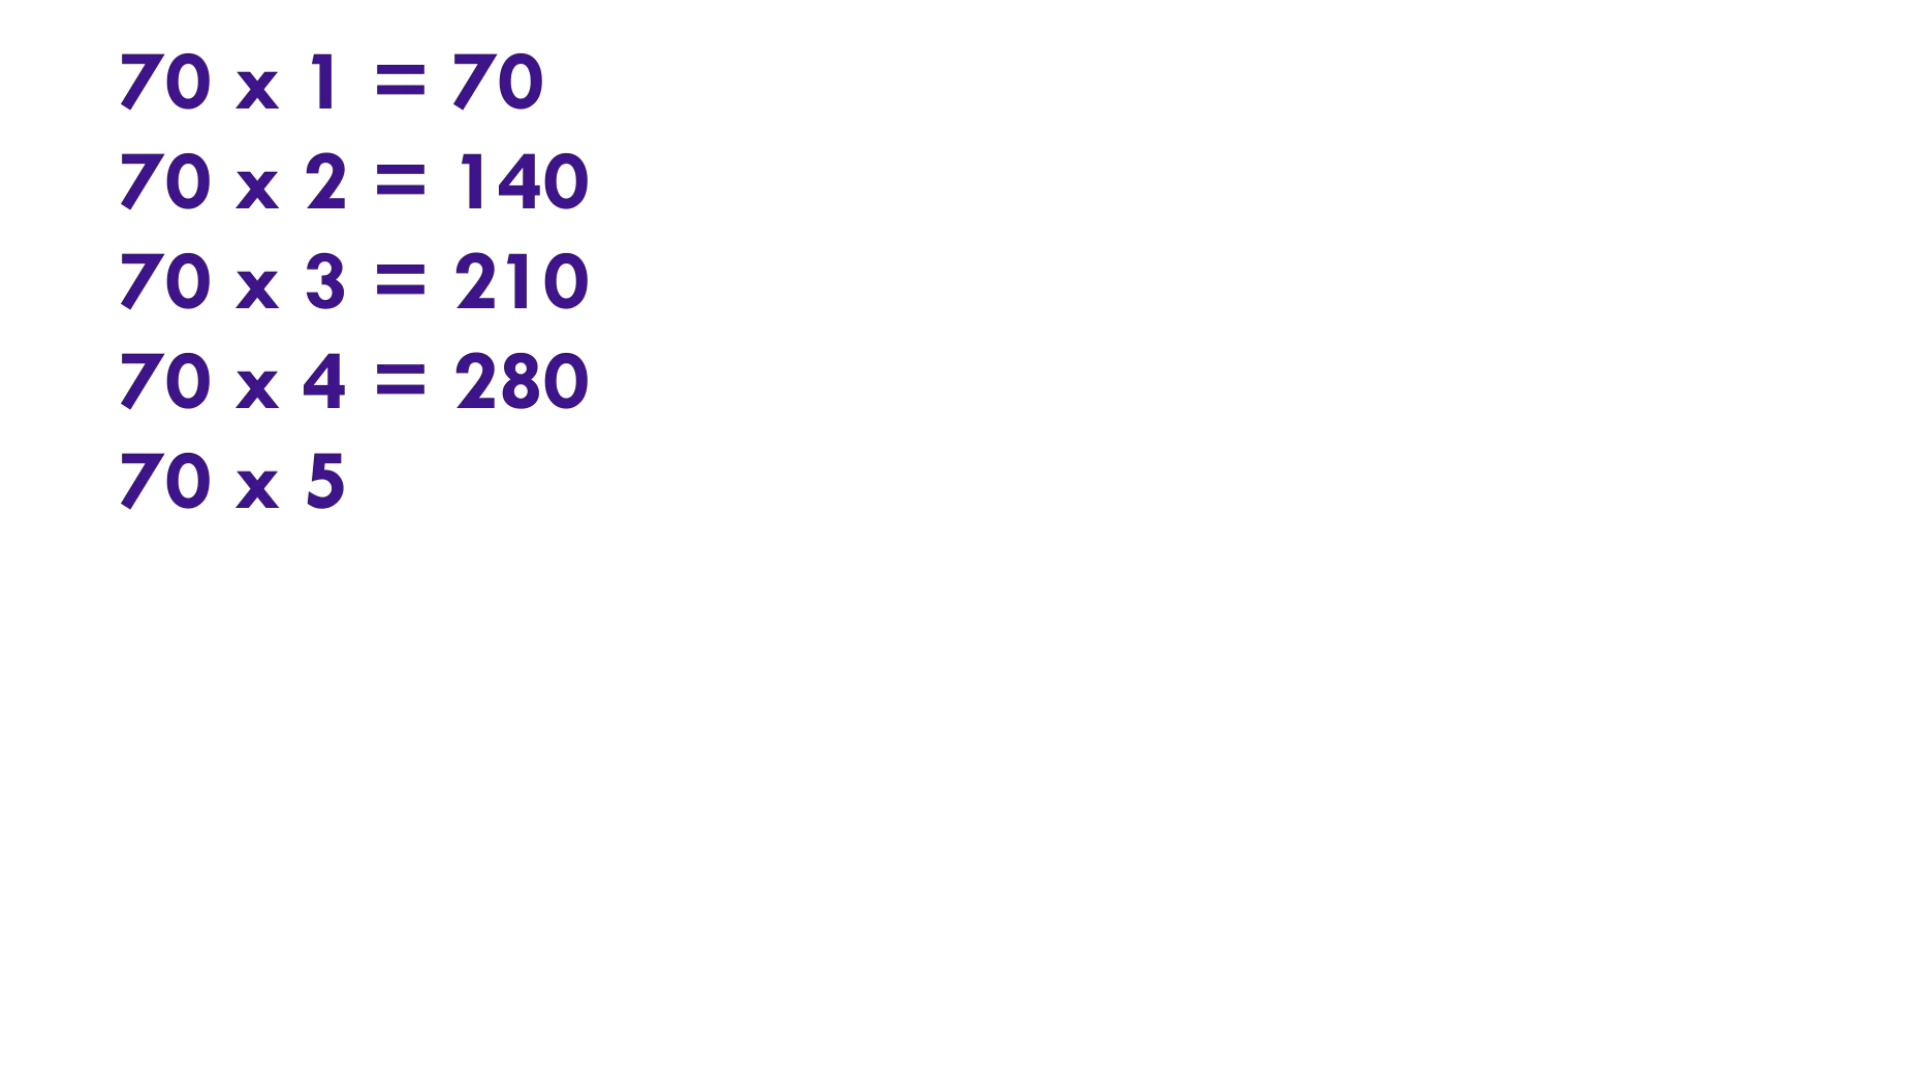 70 x 1 = 70
70 x 2 = 140
70 x 3 = 210
70 x 4 = 280
70 x 5